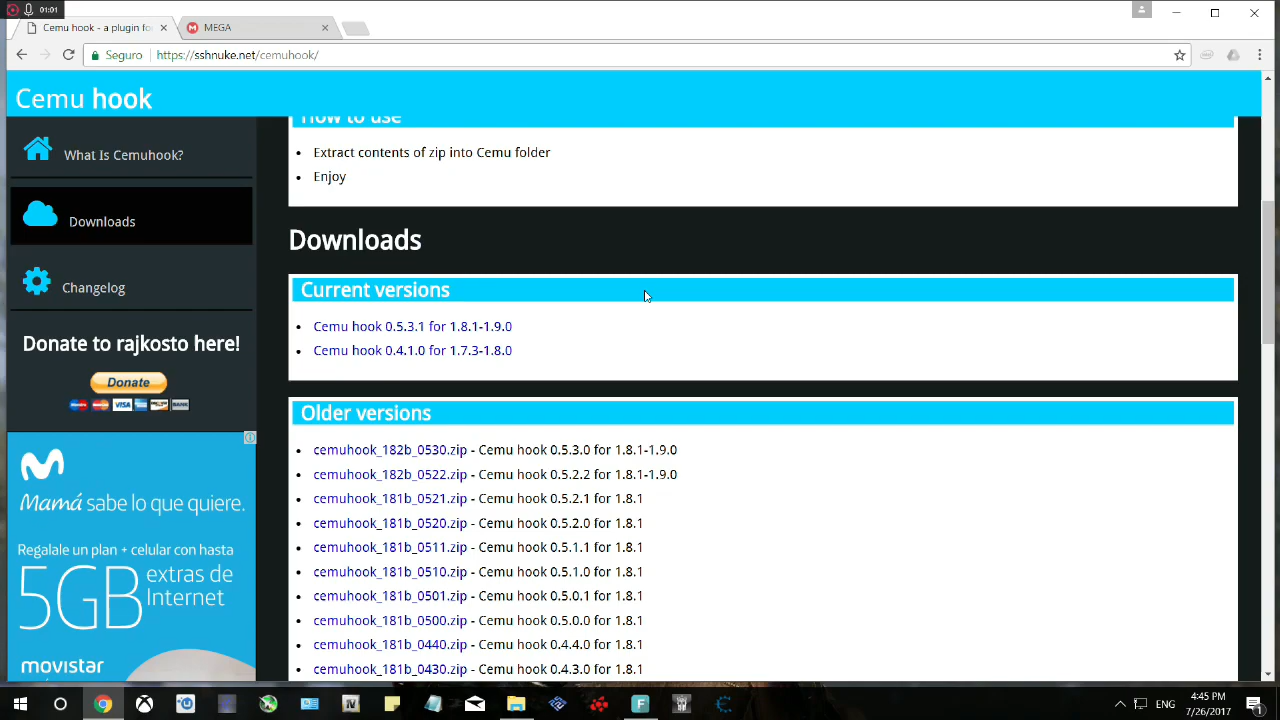 01:01
Cemu hook - a plugin fo
MEGA
Seguro
https://sshnuke.net/cemuhook/
Cemu hook
What Is Cemuhook?
Downloads
Changelog
Donate to rajkosto here!
Donate
VISA
BANK
Mamá sabe lo que quiere.
Regalale un plan + celular con hasta
5GB extras de Internet
movistar
How to use
• Extract contents of zip into Cemu folder
• Enjoy
Downloads
Current versions
• Cemu hook 0.5.3.1 for 1.8.1-1.9.0
• Cemu hook 0.4.1.0 for 1.7.3-1.8.0
Older versions
• cemuhook_182b_0530.zip - Cemu hook 0.5.3.0 for 1.8.1-1.9.0
• cemuhook_182b_0522.zip - Cemu hook 0.5.2.2 for 1.8.1-1.9.0
• cemuhook_181b_0521.zip - Cemu hook 0.5.2.1 for 1.8.1
• cemuhook_181b_0520.zip - Cemu hook 0.5.2.0 for 1.8.1
• cemuhook_181b_0511.zip - Cemu hook 0.5.1.1 for 1.8.1
• cemuhook_181b_0510.zip - Cemu hook 0.5.1.0 for 1.8.1
• cemuhook_181b_0501.zip - Cemu hook 0.5.0.1 for 1.8.1
• cemuhook_181b_0500.zip - Cemu hook 0.5.0.0 for 1.8.1
• cemuhook_181b_0440.zip - Cemu hook 0.4.4.0 for 1.8.1
• cemuhook_181b_0430.zip - Cemu hook 0.4.3.0 for 1.8.1
ENG
4:45 PM
7/26/2017